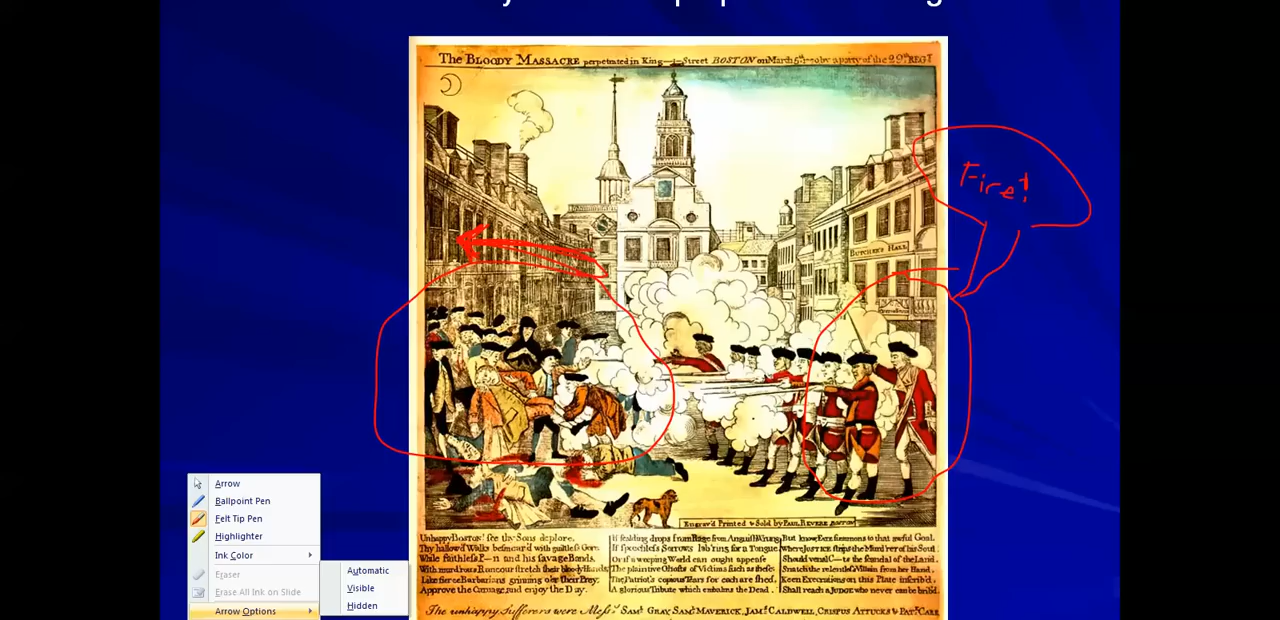 The BLOODY MASSACRE perpetrated in King Street BOSTON on March 5th by a party of the 29th REGT
Fire!
BUTCHER'S HALL
Engrav'd Printed & Sold by PAUL REVERE BOSTON
Unhappy BOSTON! see thy Sons deplore,
Thy hallow'd Walks besmear'd with guiltless Gore
While faithless P—n and his savage Bands,
With murd'rous Rancour stretch their bloody Hands;
Like fierce Barbarians grinning o'er their Prey,
Approve the Carnage and enjoy the Day.
If scalding drops from Rage from Anguish Wrung
If speechless Sorrows lab'ring for a Tongue,
Or if a weeping World can ought appease
The plaintive Ghosts of Victims such as these;
The Patriot's copious Tears for each are shed,
A glorious Tribute which embalms the Dead.
But know, FATE summons to that awful Goal,
Where JUSTICE strips the Murd'rer of his Soul:
Should venal C—ts the scandal of the Land,
Snatch the relentless Villain from her Hand,
Keen Execrations on this Plate inscrib'd,
Shall reach a JUDGE who never can be brib'd.
The unhappy Sufferers were Messs SAML GRAY, SAML MAVERICK, JAMS CALDWELL, CRISPUS ATTUCKS & PATK CARR
Arrow
Ballpoint Pen
Felt Tip Pen
Highlighter
Ink Color
Eraser
Erase All Ink on Slide
Arrow Options
Automatic
Visible
Hidden